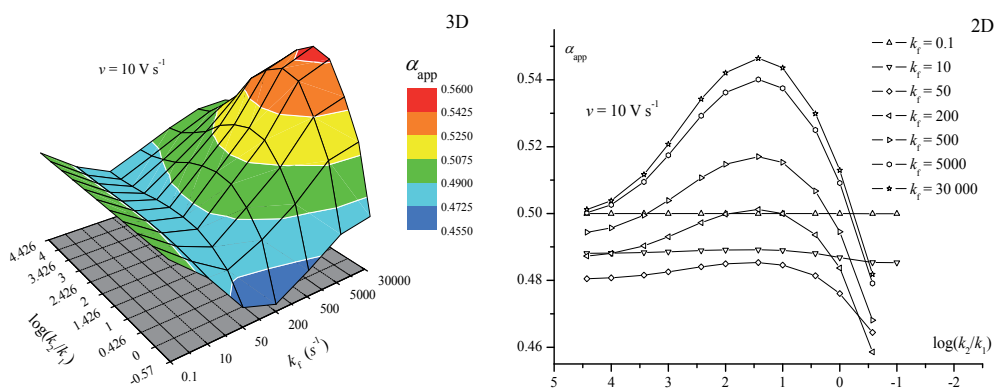 3D
ν = 10 V s⁻¹
α_app
0.5600
0.5425
0.5250
0.5075
0.4900
0.4725
0.4550
4.426
4
3.426
3
2.426
2
1.426
1
0.426
0
-0.57
log(k₂/k₁)
0.1
10
50
200
500
5000
30000
k_f (s⁻¹)
2D
α_app
ν = 10 V s⁻¹
k_f = 0.1
k_f = 10
k_f = 50
k_f = 200
k_f = 500
k_f = 5000
k_f = 30 000
0.54
0.52
0.50
0.48
0.46
5 4 3 2 1 0 -1 -2
log(k₂/k₁)